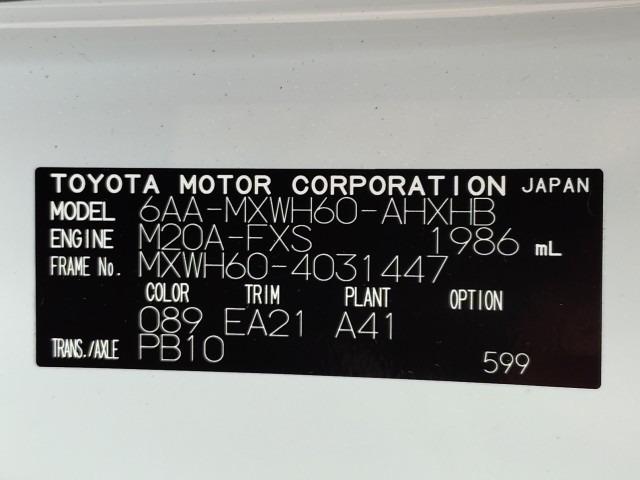 TOYOTA MOTOR CORPORATION JAPAN
MODEL 6AA-MXWH60-AHXHB
ENGINE M20A-FXS 1986 mL
FRAME No. MXWH60-4031447
COLOR TRIM PLANT OPTION
089 EA21 A41
TRANS./AXLE PB10
599